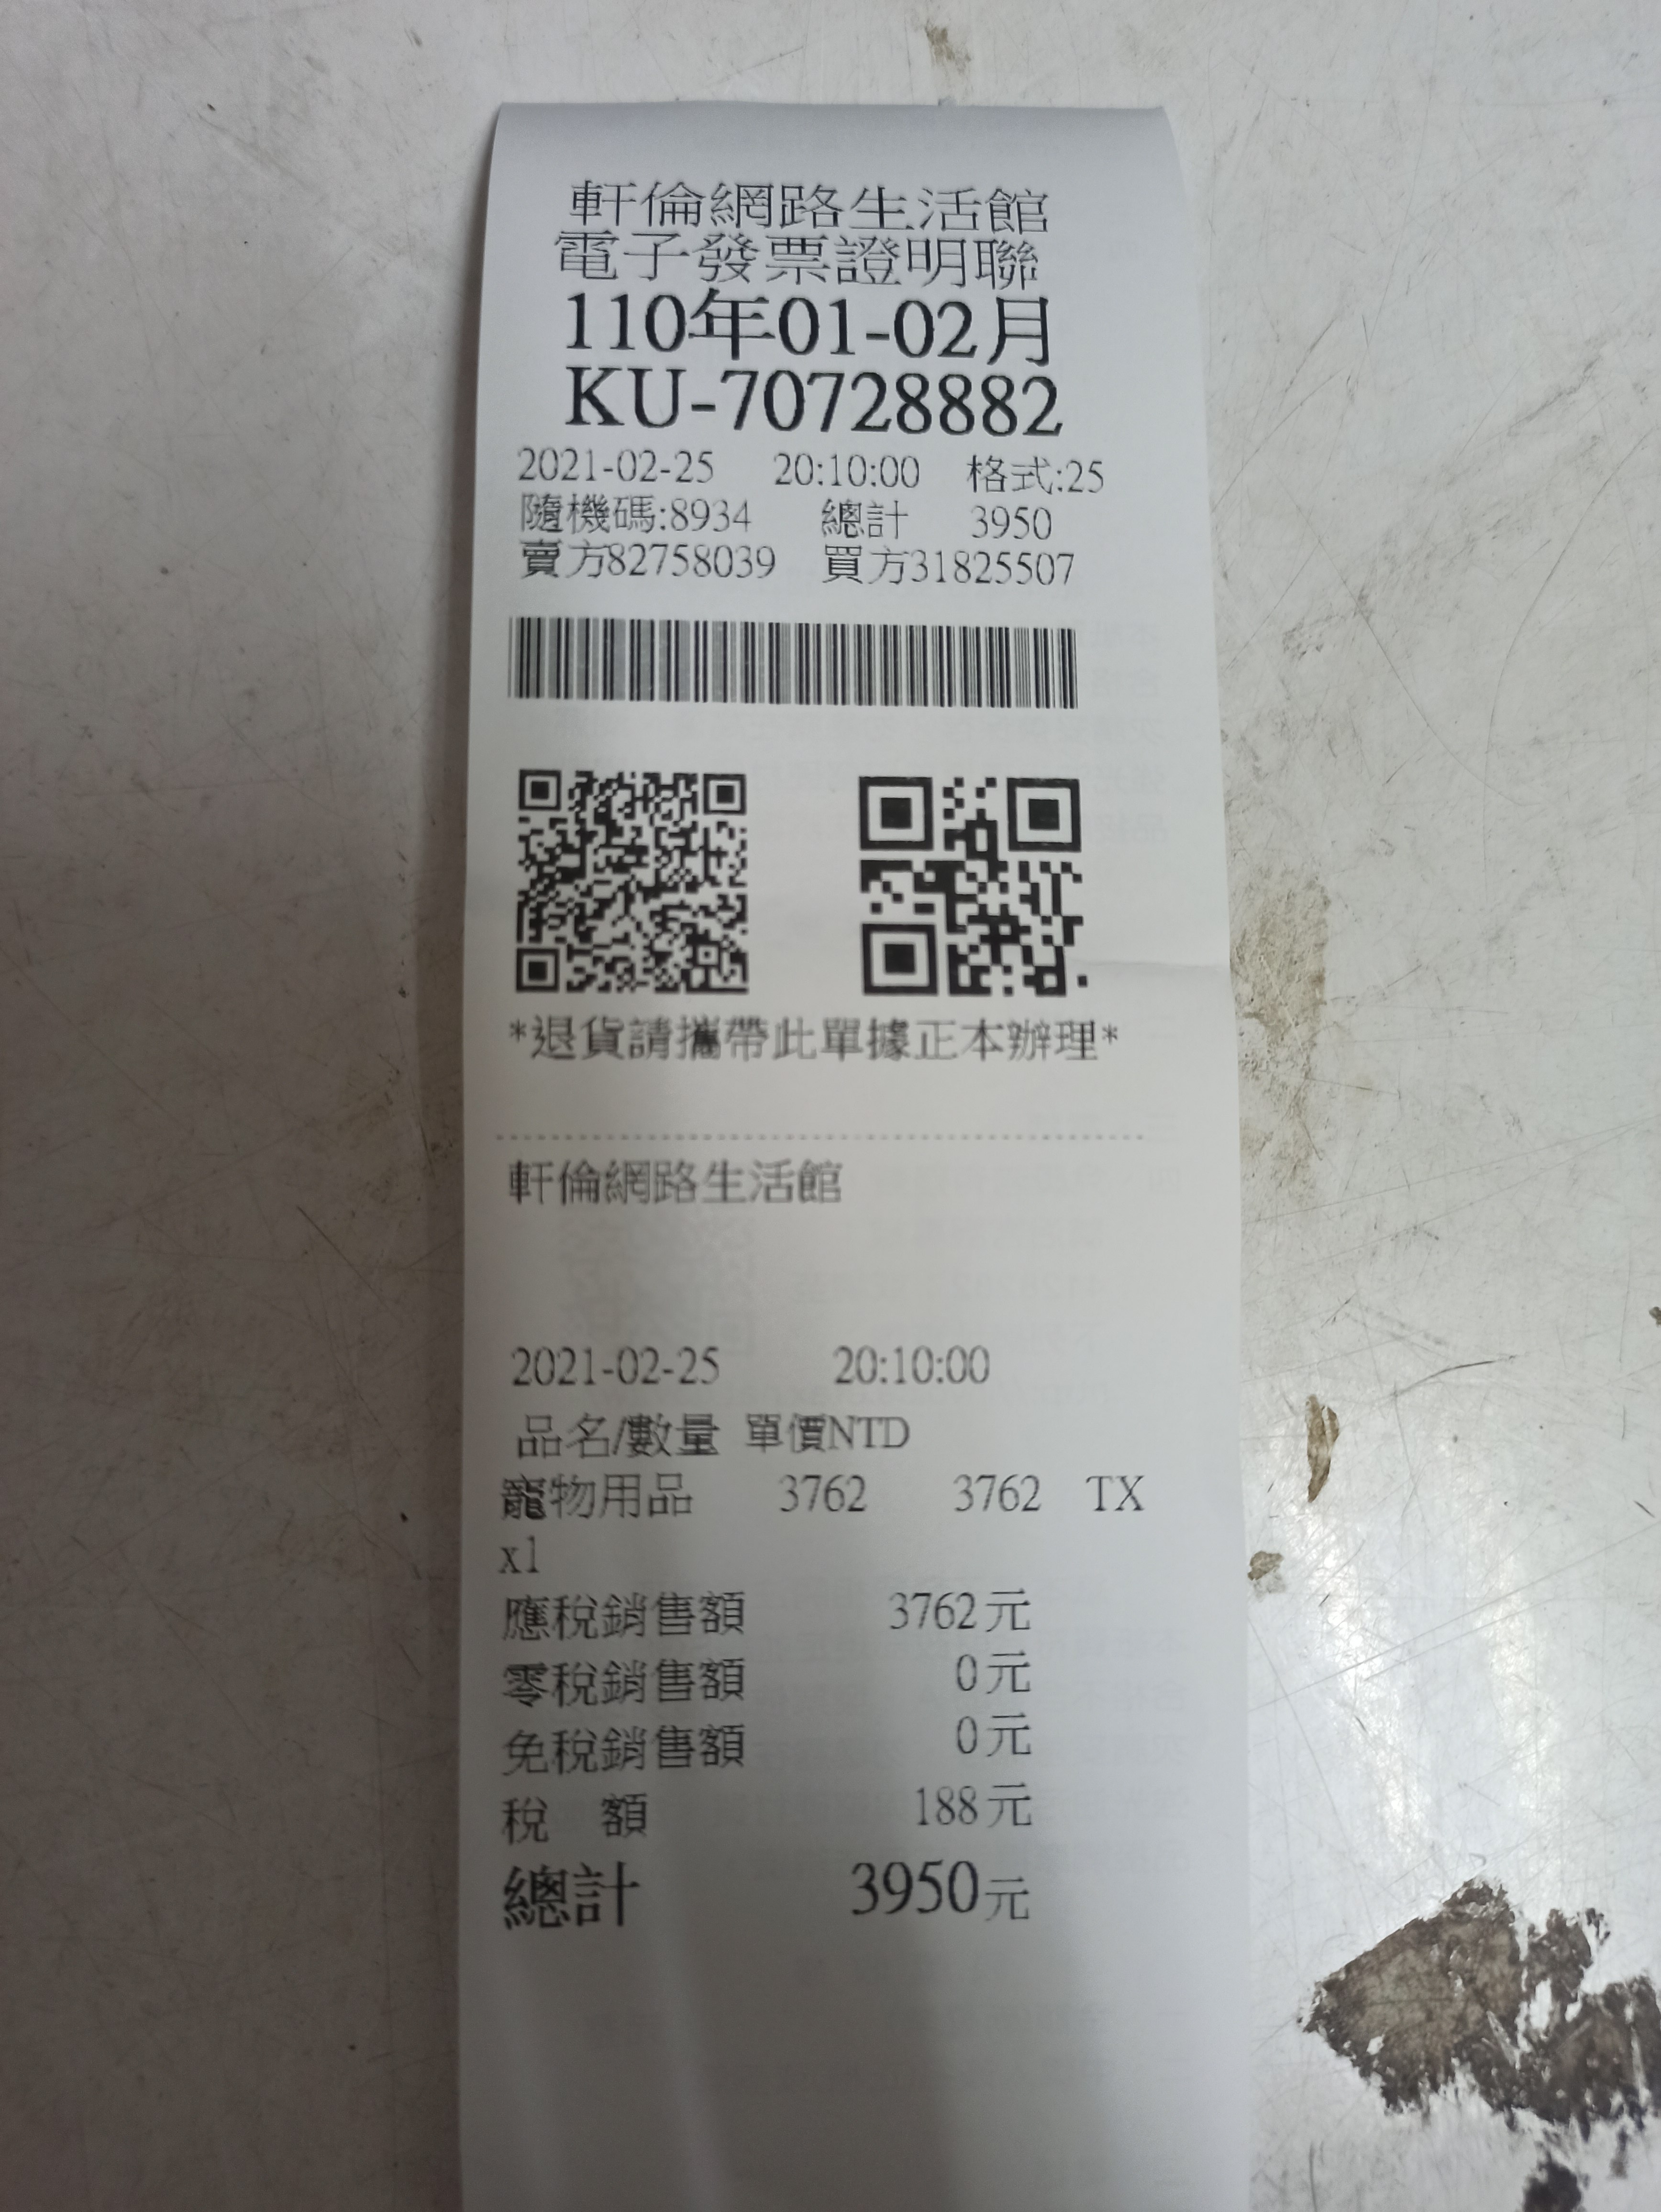 軒倫網路生活館
電子發票證明聯
110年01-02月
KU-70728882
2021-02-25 20:10:00 格式:25
隨機碼:8934 總計 3950
賣方82758039 買方31825507
*退貨請攜帶此單據正本辦理*
軒倫網路生活館
2021-02-25 20:10:00
品名/數量 單價NTD
寵物用品 3762 3762 TX
x1
應稅銷售額 3762元
零稅銷售額 0元
免稅銷售額 0元
稅 額 188元
總計 3950元